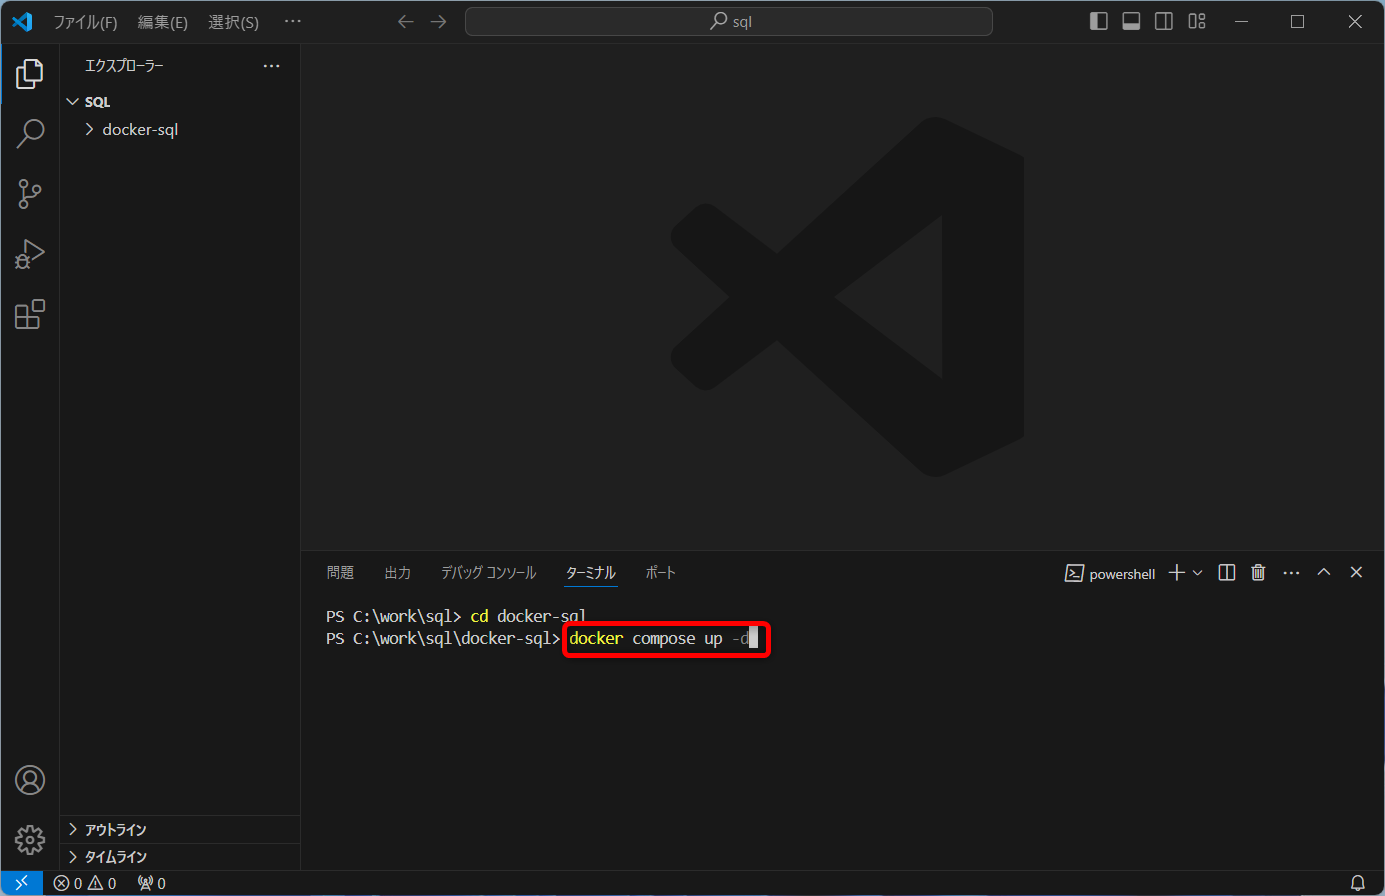 ファイル(F) 編集(E) 選択(S) ··· sql
エクスプローラー ···
SQL
docker-sql
問題 出力 デバッグ コンソール ターミナル ポート powershell ···
PS C:\work\sql> cd docker-sql
PS C:\work\sql\docker-sql> docker compose up -d
アウトライン
タイムライン
0 0 0